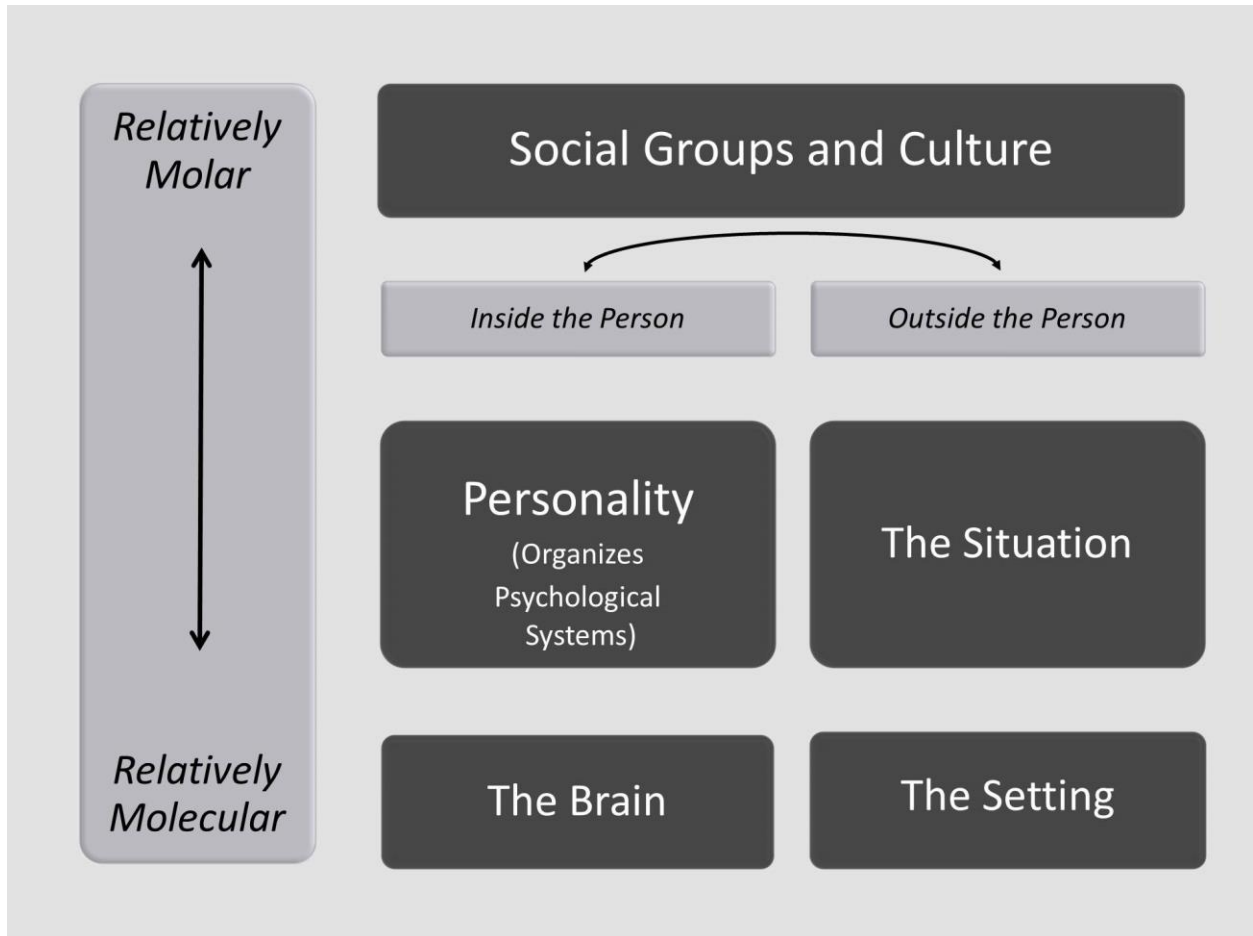 Relatively
Molar
Social Groups and Culture
Inside the Person
Outside the Person
Personality
(Organizes
Psychological
Systems)
The Situation
Relatively
Molecular
The Brain
The Setting